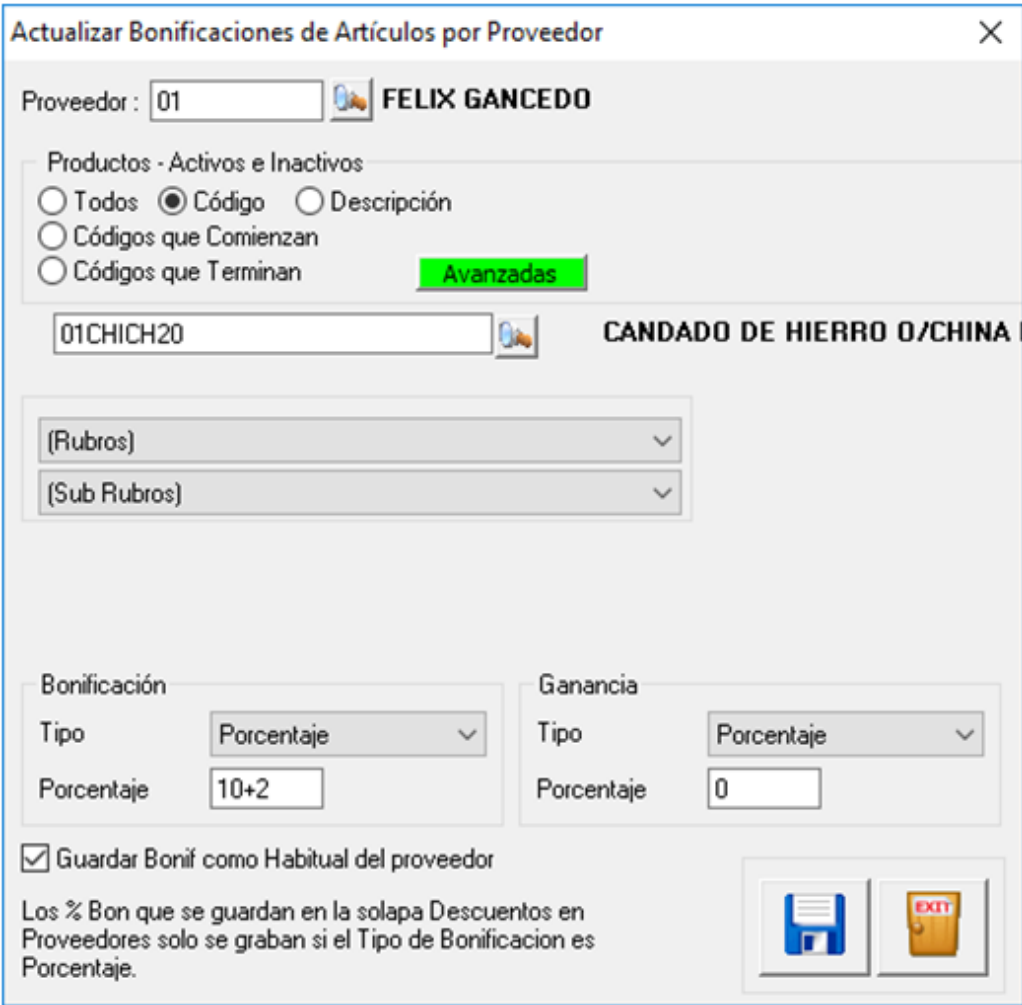 Actualizar Bonificaciones de Artículos por Proveedor
Proveedor : 01 FELIX GANCEDO
Productos - Activos e Inactivos
Todos Código Descripción
Códigos que Comienzan
Códigos que Terminan Avanzadas
01CHICH20 CANDADO DE HIERRO O/CHINA
(Rubros)
(Sub Rubros)
Bonificación Ganancia
Tipo Porcentaje Tipo Porcentaje
Porcentaje 10+2 Porcentaje 0
Guardar Bonif como Habitual del proveedor
Los % Bon que se guardan en la solapa Descuentos en
Proveedores solo se graban si el Tipo de Bonificacion es
Porcentaje.
EXIT